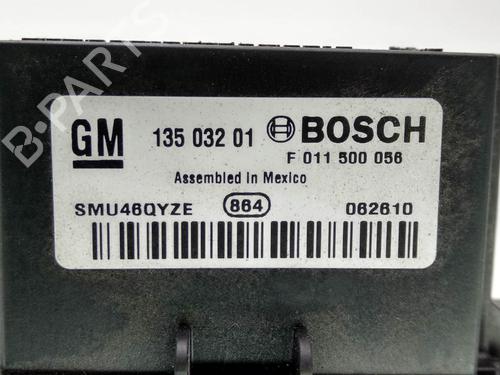 B-PARTS
GM 135 032 01 BOSCH
F 011 500 056
Assembled in Mexico
SMU46QYZE 864 062610